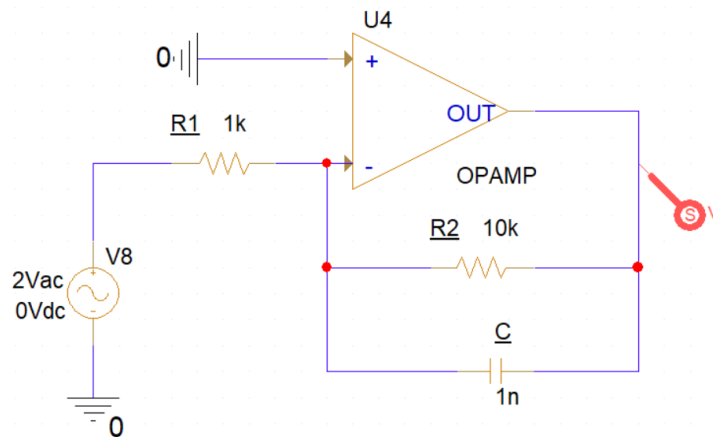 U4
0
+
R1 1k
OUT
-
OPAMP
R2 10k
V8
2Vac
+
0Vdc
-
S
C
1n
0